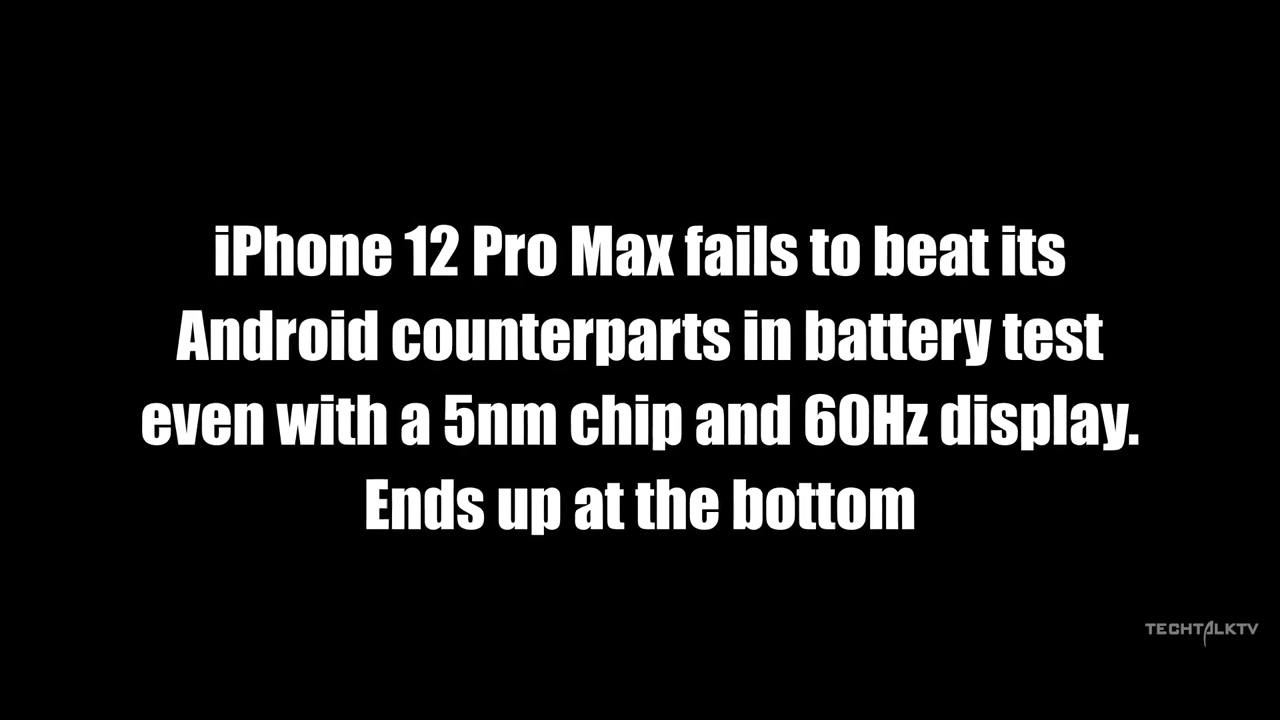 iPhone 12 Pro Max fails to beat its
Android counterparts in battery test
even with a 5nm chip and 60Hz display.
Ends up at the bottom
TECHTALKTV